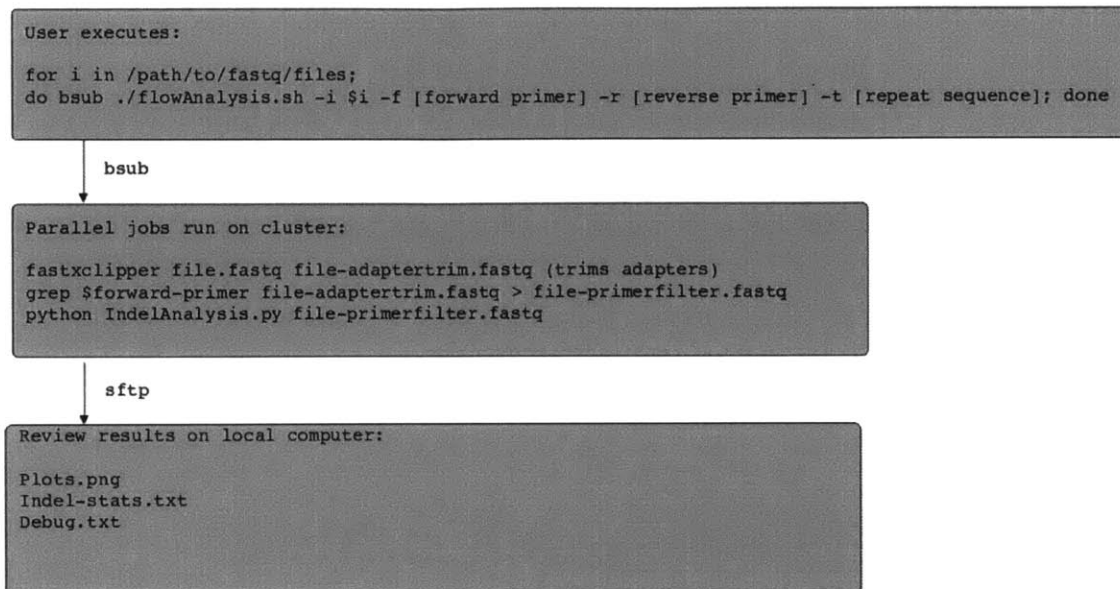 User executes:
for i in /path/to/fastq/files;
do bsub ./flowAnalysis.sh -i $i -f [forward primer] -r [reverse primer] -t [repeat sequence]; done
bsub
Parallel jobs run on cluster:
fastxclipper file.fastq file-adaptertrim.fastq (trims adapters)
grep $forward-primer file-adaptertrim.fastq > file-primerfilter.fastq
python IndelAnalysis.py file-primerfilter.fastq
sftp
Review results on local computer:
Plots.png
Indel-stats.txt
Debug.txt